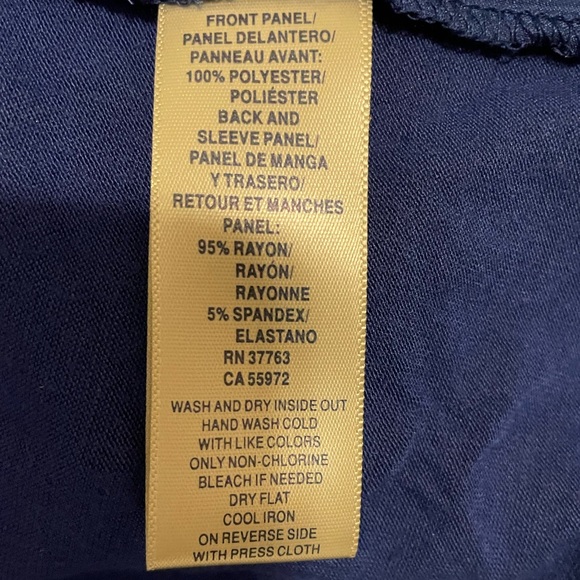 FRONT PANEL/
PANEL DELANTERO/
PANNEAU AVANT:
100% POLYESTER/
POLIÉSTER
BACK AND
SLEEVE PANEL/
PANEL DE MANGA
Y TRASERO/
RETOUR ET MANCHES
PANEL:
95% RAYON/
RAYÓN/
RAYONNE
5% SPANDEX/
ELASTANO
RN 37763
CA 55972
WASH AND DRY INSIDE OUT
HAND WASH COLD
WITH LIKE COLORS
ONLY NON-CHLORINE
BLEACH IF NEEDED
DRY FLAT
COOL IRON
ON REVERSE SIDE
WITH PRESS CLOTH